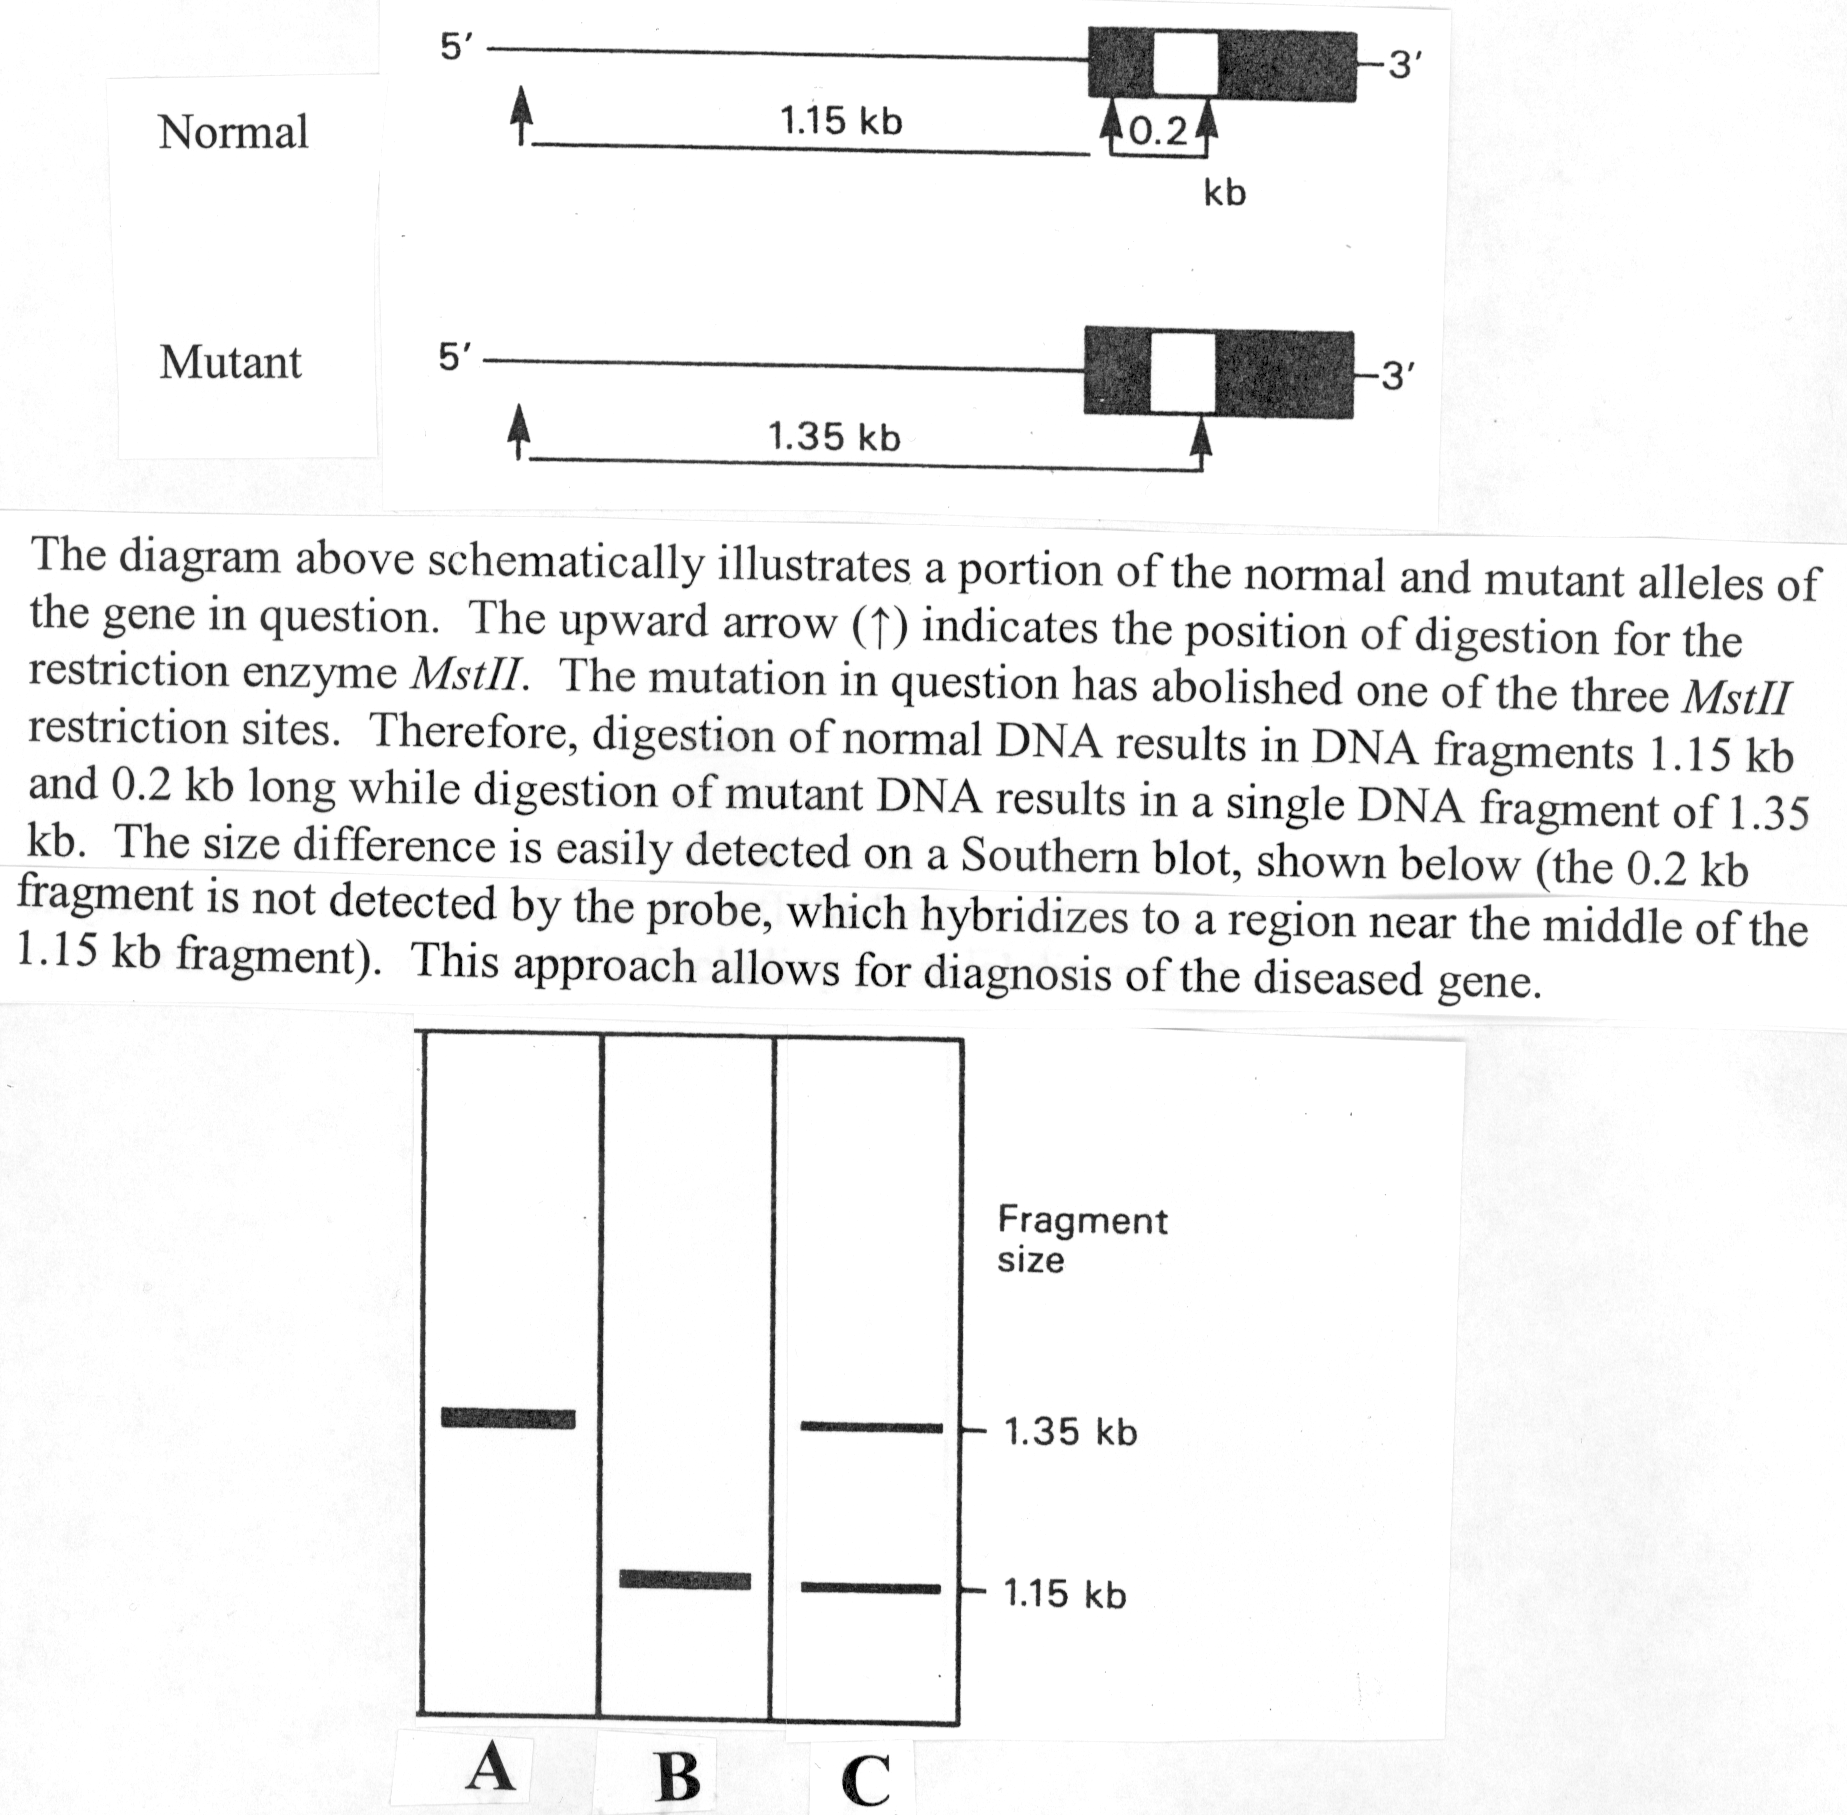 5′ 3′
Normal 1.15 kb 0.2
kb
Mutant 5′ 3′
1.35 kb
The diagram above schematically illustrates a portion of the normal and mutant alleles of
the gene in question. The upward arrow (↑) indicates the position of digestion for the
restriction enzyme MstII. The mutation in question has abolished one of the three MstII
restriction sites. Therefore, digestion of normal DNA results in DNA fragments 1.15 kb
and 0.2 kb long while digestion of mutant DNA results in a single DNA fragment of 1.35
kb. The size difference is easily detected on a Southern blot, shown below (the 0.2 kb
fragment is not detected by the probe, which hybridizes to a region near the middle of the
1.15 kb fragment). This approach allows for diagnosis of the diseased gene.
Fragment
size
1.35 kb
1.15 kb
A B C